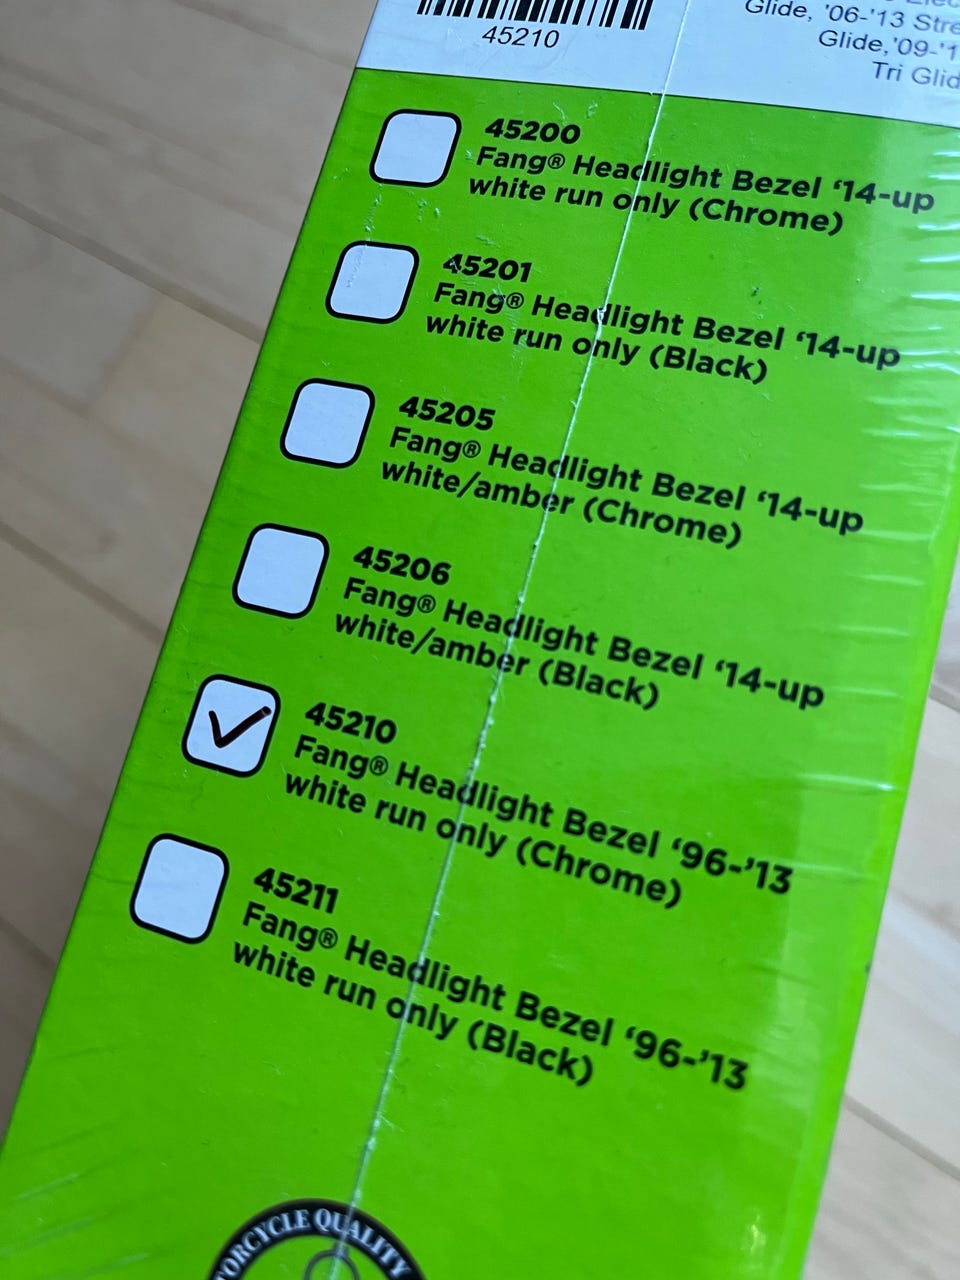 45210
Glide, '06-'13
Glide, '09-'1
Tri Glid
45200
Fang® Headlight Bezel ‘14-up
white run only (Chrome)
45201
Fang® Headlight Bezel ‘14-up
white run only (Black)
45205
Fang® Headlight Bezel ‘14-up
white/amber (Chrome)
45206
Fang® Headlight Bezel ‘14-up
white/amber (Black)
45210
Fang® Headlight Bezel ‘96-’13
white run only (Chrome)
45211
Fang® Headlight Bezel ‘96-’13
white run only (Black)
ORCYCLE QUALITY